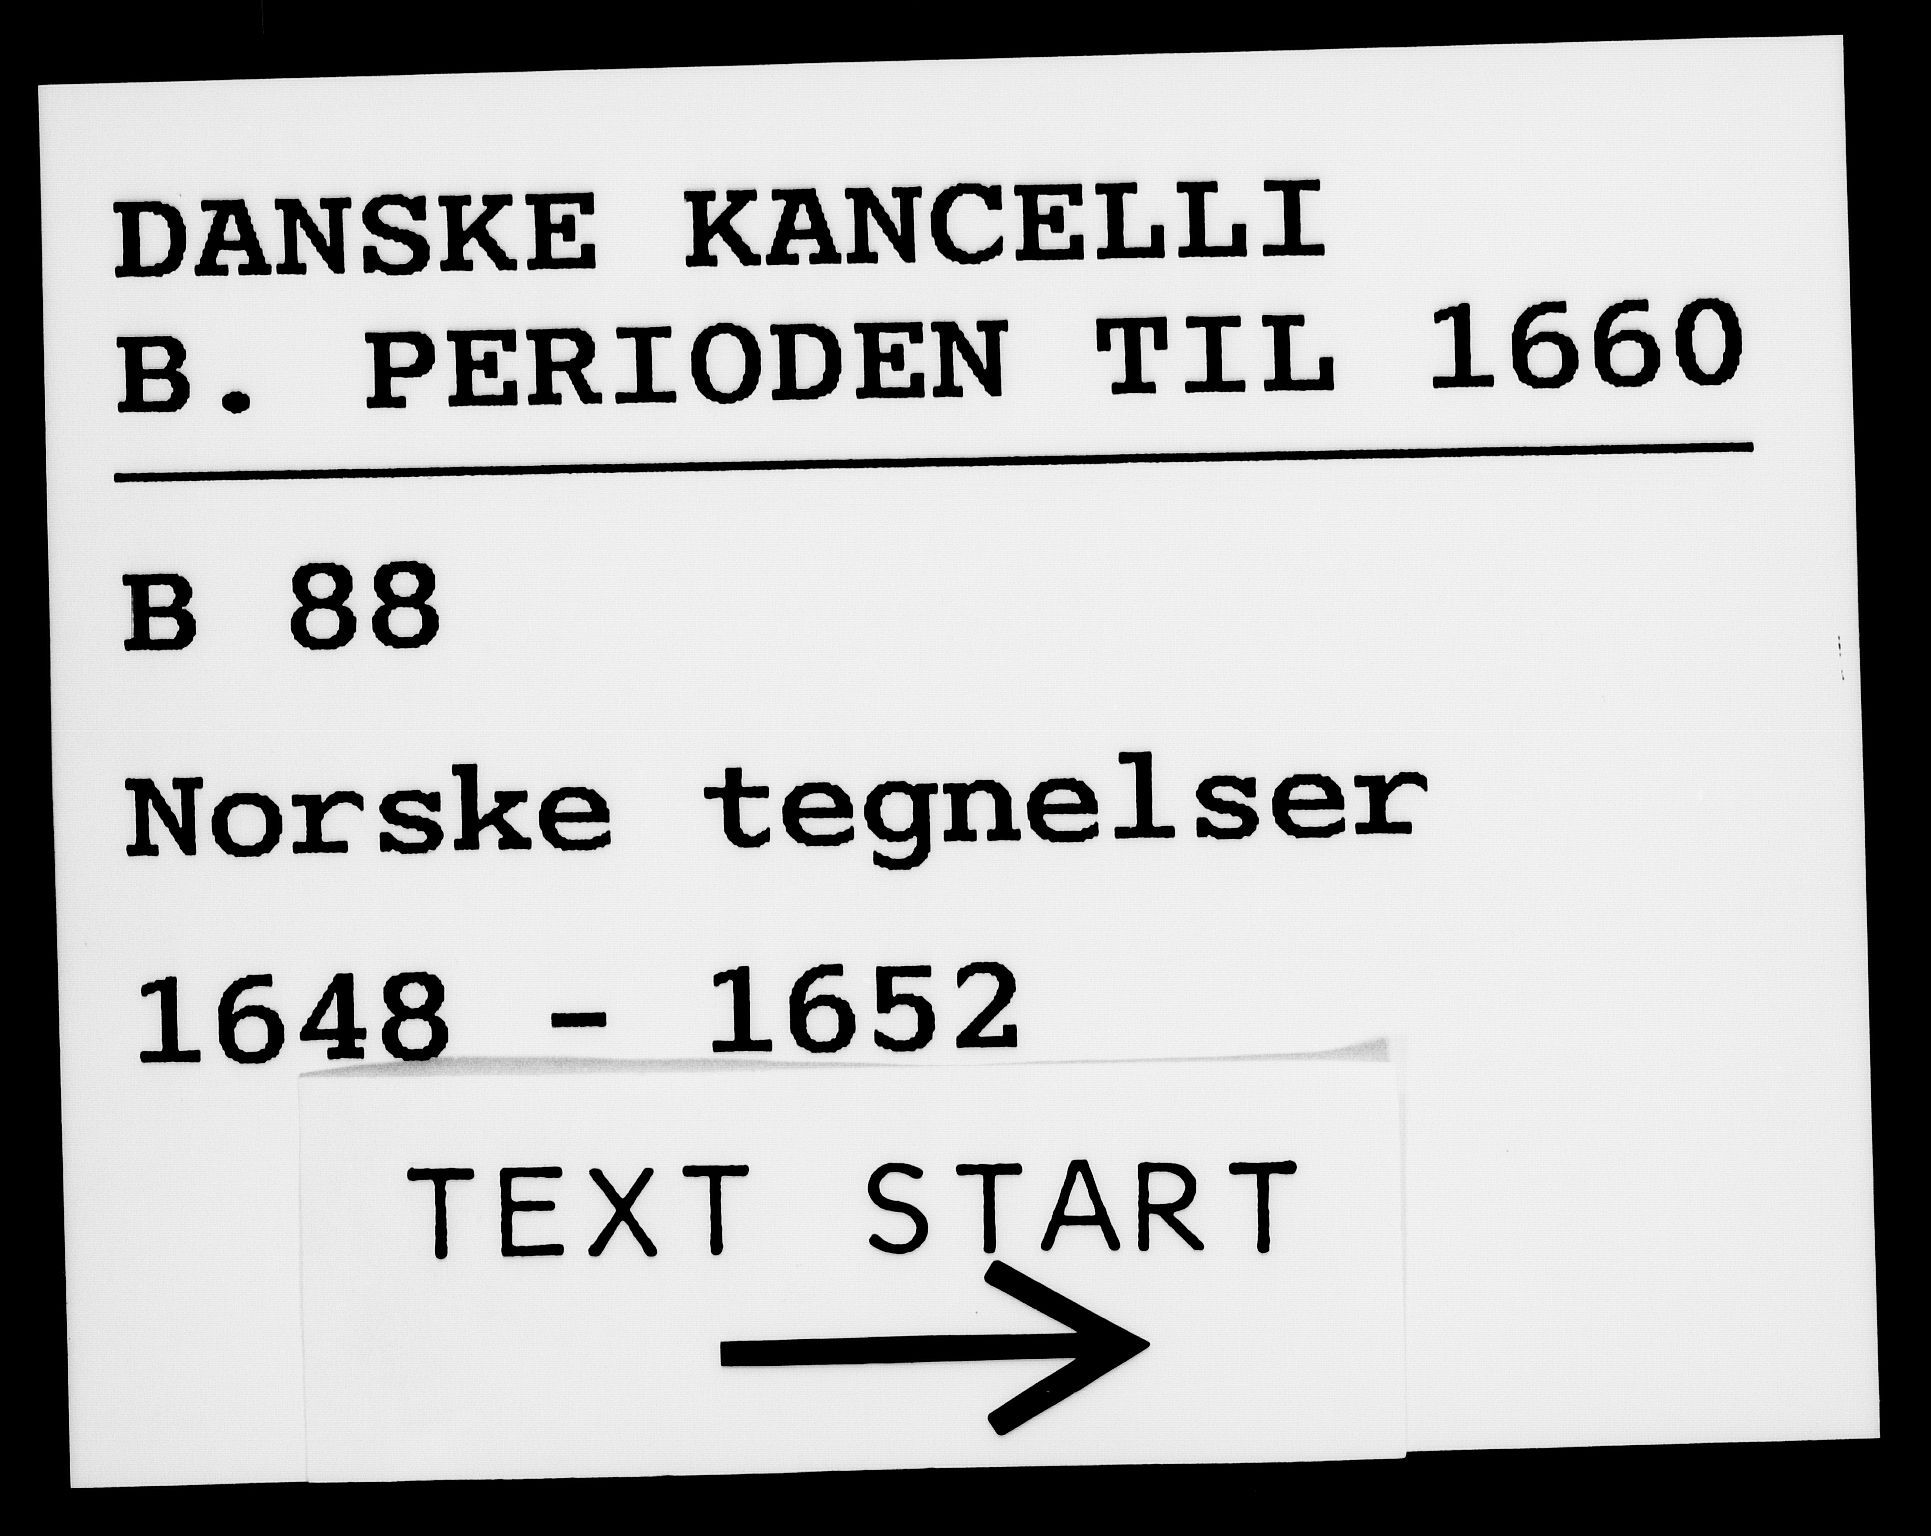 DANSKE KANCELLI
B. PERIODEN TIL 1660
B 88
Norske tegnelser
1648 - 1652
TEXT START